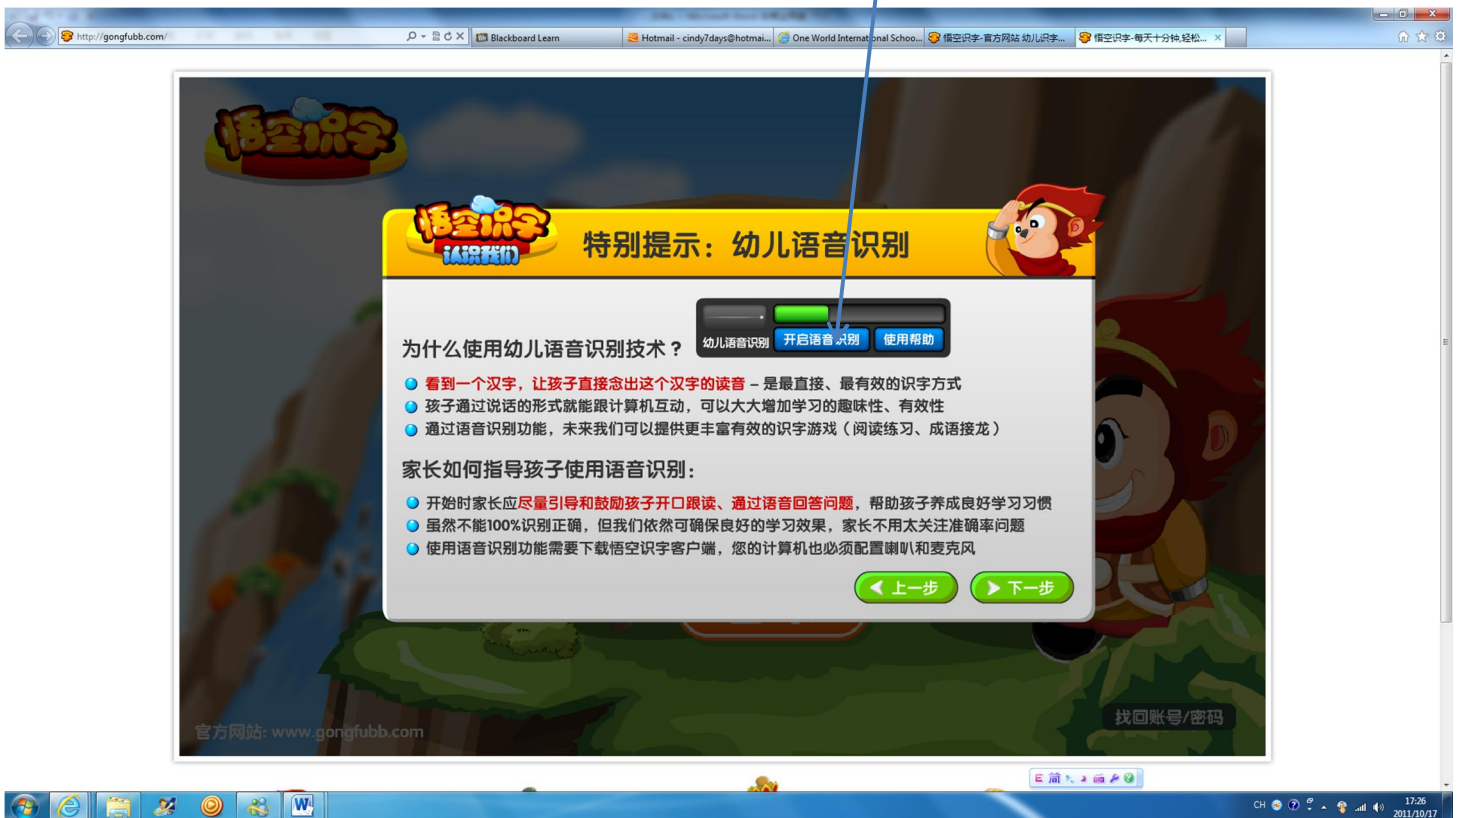 http://gongfubb.com/
Blackboard Learn
Hotmail - cindy7days@hotmai...
One World International Schoo...
悟空识字-官方网站 幼儿识字...
悟空识字-每天十分钟,轻松...
悟空识字
悟空识字
认识我们
特别提示：幼儿语音识别
幼儿语音识别
开启语音识别
使用帮助
为什么使用幼儿语音识别技术？
看到一个汉字，让孩子直接念出这个汉字的读音 – 是最直接、最有效的识字方式
孩子通过说话的形式就能跟计算机互动，可以大大增加学习的趣味性、有效性
通过语音识别功能，未来我们可以提供更丰富有效的识字游戏（阅读练习、成语接龙）
家长如何指导孩子使用语音识别：
开始时家长应尽量引导和鼓励孩子开口跟读、通过语音回答问题，帮助孩子养成良好学习习惯
虽然不能100%识别正确，但我们依然可确保良好的学习效果，家长不用太关注准确率问题
使用语音识别功能需要下载悟空识字客户端，您的计算机也必须配置喇叭和麦克风
上一步
下一步
找回账号/密码
官方网站: www.gongfubb.com
E 简
CH
17:26
2011/10/17